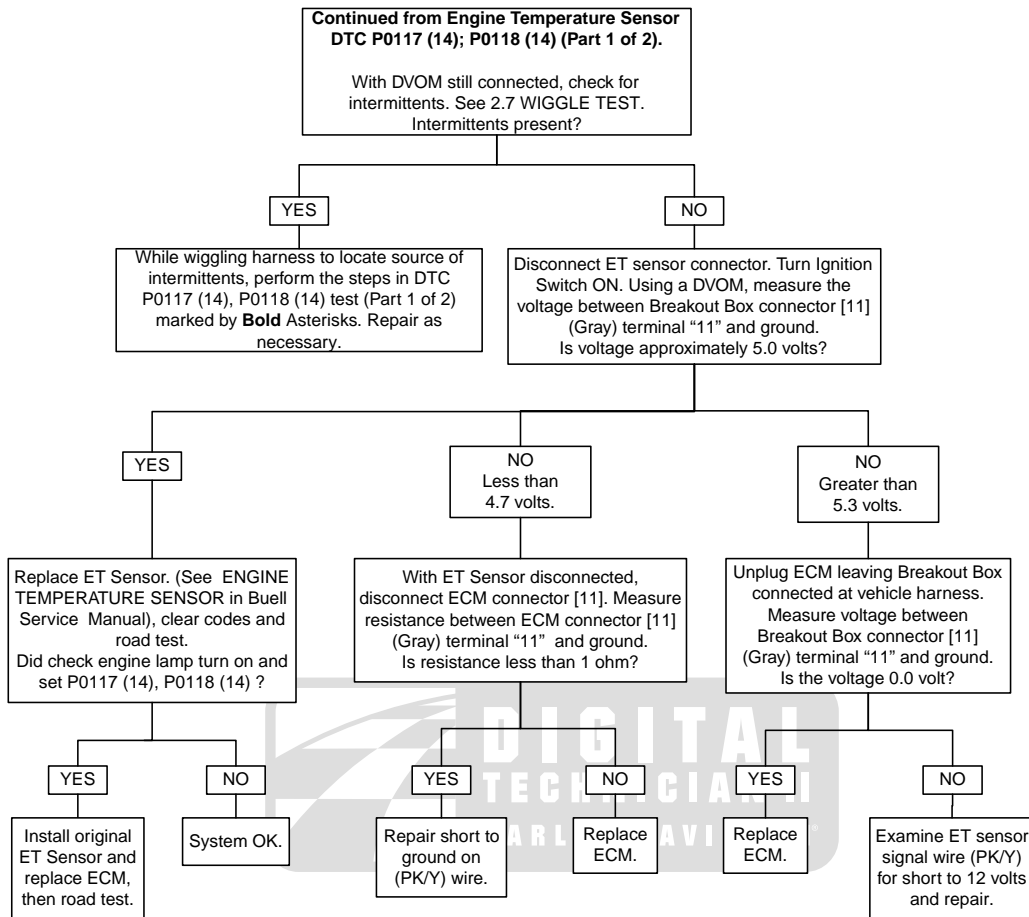 Continued from Engine Temperature Sensor
DTC P0117 (14); P0118 (14) (Part 1 of 2).
With DVOM still connected, check for
intermittents. See 2.7 WIGGLE TEST.
Intermittents present?
YES
NO
While wiggling harness to locate source of
intermittents, perform the steps in DTC
P0117 (14), P0118 (14) test (Part 1 of 2)
marked by Bold Asterisks. Repair as
necessary.
Disconnect ET sensor connector. Turn Ignition
Switch ON. Using a DVOM, measure the
voltage between Breakout Box connector [11]
(Gray) terminal “11” and ground.
Is voltage approximately 5.0 volts?
YES
NO
Less than
4.7 volts.
NO
Greater than
5.3 volts.
Replace ET Sensor. (See ENGINE
TEMPERATURE SENSOR in Buell
Service Manual), clear codes and
road test.
Did check engine lamp turn on and
set P0117 (14), P0118 (14) ?
With ET Sensor disconnected,
disconnect ECM connector [11]. Measure
resistance between ECM connector [11]
(Gray) terminal “11” and ground.
Is resistance less than 1 ohm?
Unplug ECM leaving Breakout Box
connected at vehicle harness.
Measure voltage between
Breakout Box connector [11]
(Gray) terminal “11” and ground.
Is the voltage 0.0 volt?
DIGITAL
YES
NO
YES
NO
YES
NO
Install original
ET Sensor and
replace ECM,
then road test.
System OK.
Repair short to
ground on
(PK/Y) wire.
Replace
ECM.
Replace
ECM.
Examine ET sensor
signal wire (PK/Y)
for short to 12 volts
and repair.